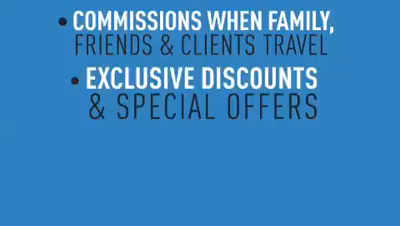 • COMMISSIONS WHEN FAMILY,
FRIENDS & CLIENTS TRAVEL
• EXCLUSIVE DISCOUNTS
& SPECIAL OFFERS